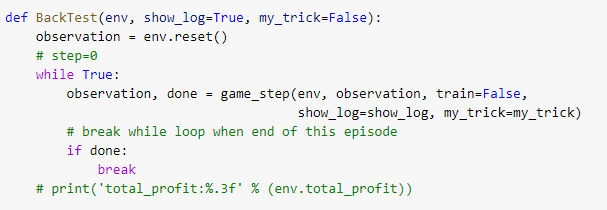 def BackTest(env, show_log=True, my_trick=False):
    observation = env.reset()
    # step=0
    while True:
        observation, done = game_step(env, observation, train=False,
                                      show_log=show_log, my_trick=my_trick)
        # break while loop when end of this episode
        if done:
            break
    # print('total_profit:%.3f' % (env.total_profit))